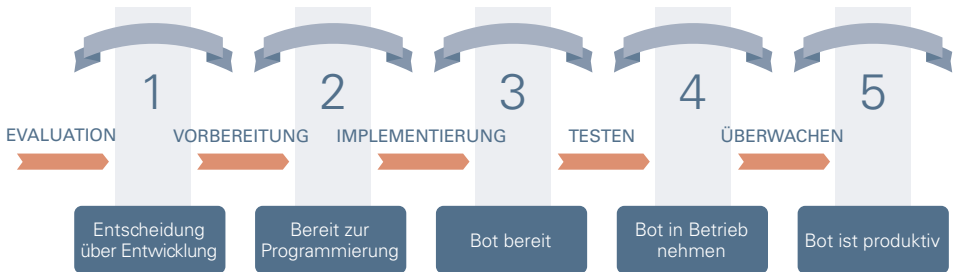 1
2
3
4
5
EVALUATION
VORBEREITUNG
IMPLEMENTIERUNG
TESTEN
ÜBERWACHEN
Entscheidung
über Entwicklung
Bereit zur
Programmierung
Bot bereit
Bot in Betrieb
nehmen
Bot ist produktiv